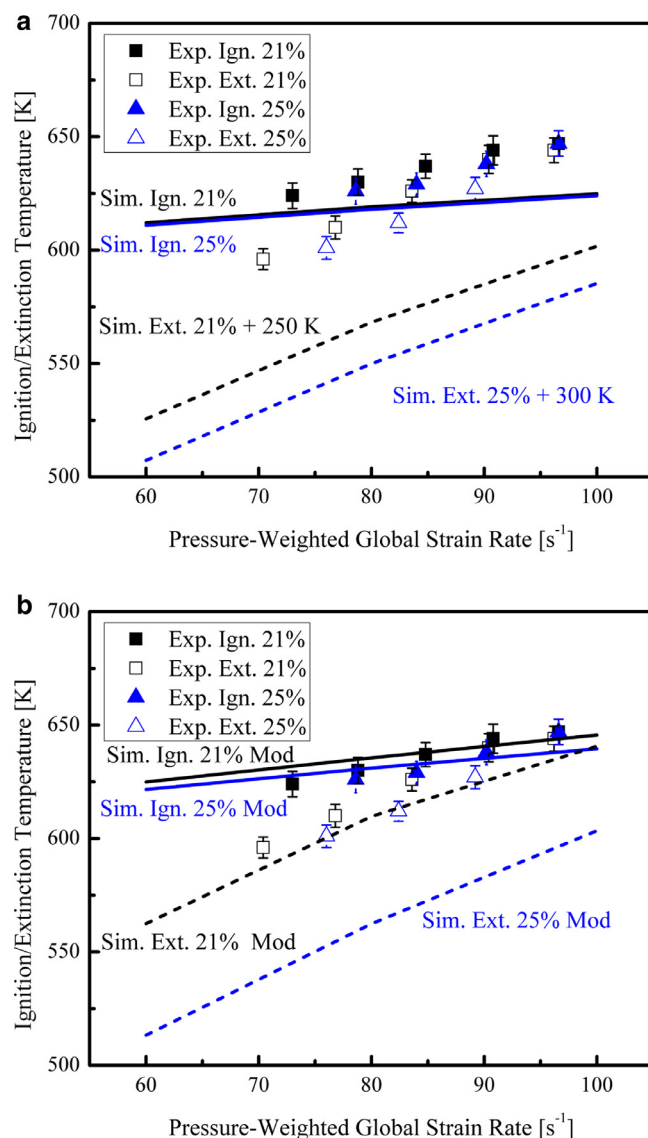 a
700
650
600
550
500
Ignition/Extinction Temperature [K]
Exp. Ign. 21%
Exp. Ext. 21%
Exp. Ign. 25%
Exp. Ext. 25%
Sim. Ign. 21%
Sim. Ign. 25%
Sim. Ext. 21% + 250 K
Sim. Ext. 25% + 300 K
60 70 80 90 100
Pressure-Weighted Global Strain Rate [s⁻¹]
b
700
650
600
550
500
Ignition/Extinction Temperature [K]
Exp. Ign. 21%
Exp. Ext. 21%
Exp. Ign. 25%
Exp. Ext. 25%
Sim. Ign. 21% Mod
Sim. Ign. 25% Mod
Sim. Ext. 21% Mod
Sim. Ext. 25% Mod
60 70 80 90 100
Pressure-Weighted Global Strain Rate [s⁻¹]